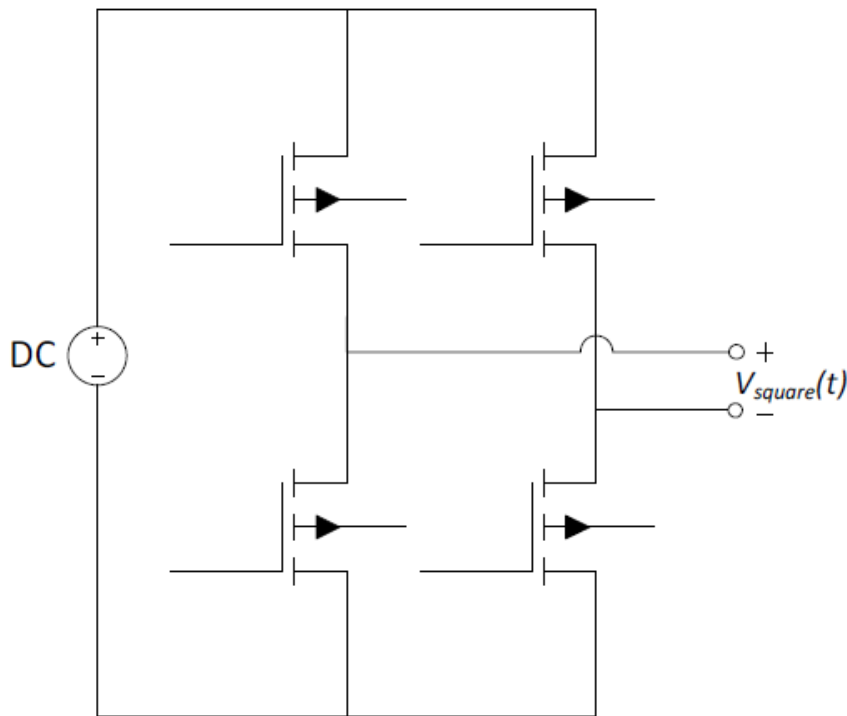 +
DC
−
+
V_square(t)
−